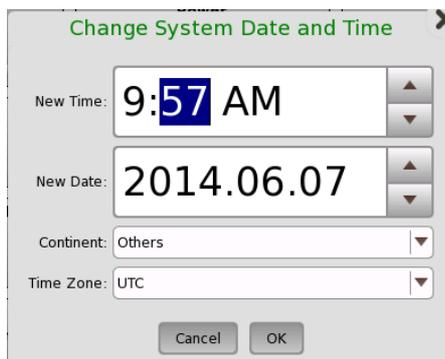 Change System Date and Time
New Time: 9:57 AM
New Date: 2014.06.07
Continent: Others
Time Zone: UTC
Cancel OK